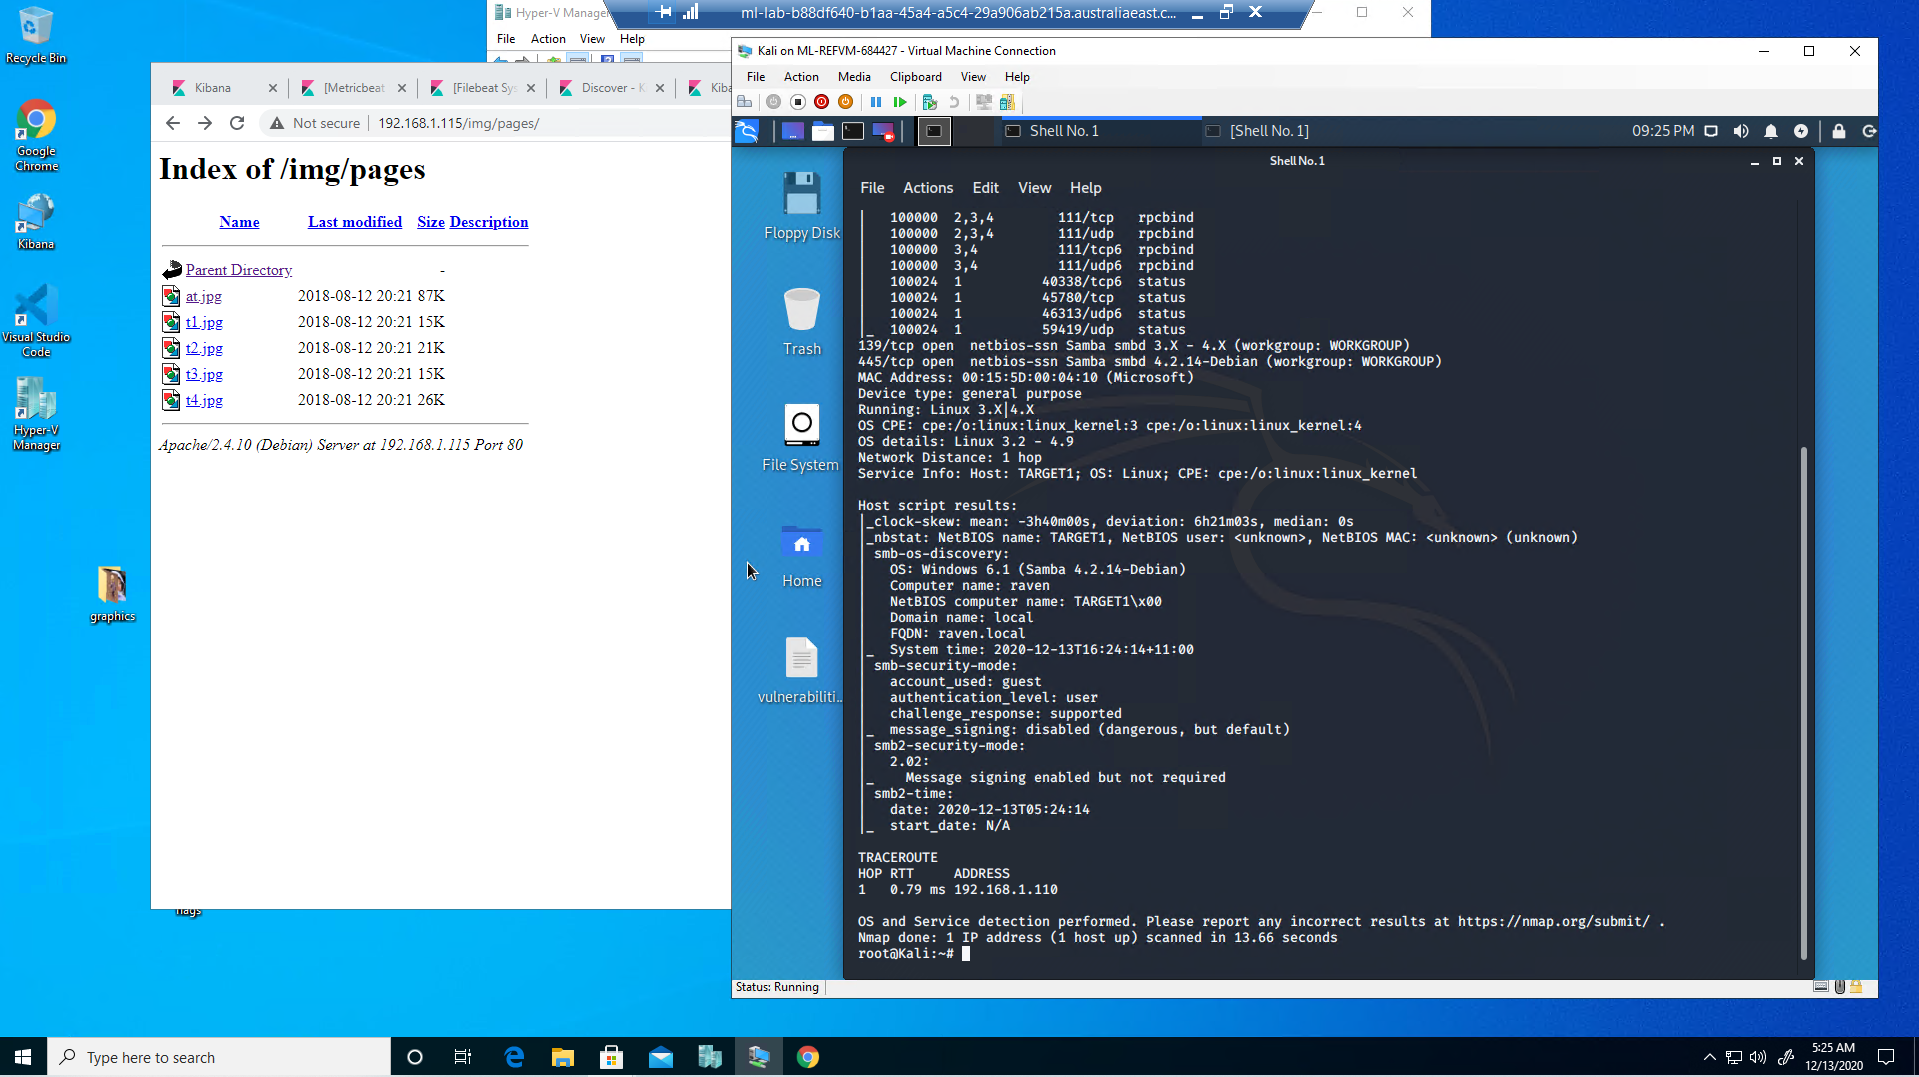 Recycle Bin
Google Chrome
Kibana
Visual Studio Code
Hyper-V Manager
graphics
Hyper-V Manager
File Action View Help
ml-lab-b88df640-b1aa-45a4-a5c4-29a906ab215a.australiaeast.c...
Kibana
[Metricbeat
[Filebeat Sys
Discover - K
Kiba
Not secure 192.168.1.115/img/pages/
Index of /img/pages
Name Last modified Size Description
Parent Directory -
at.jpg 2018-08-12 20:21 87K
t1.jpg 2018-08-12 20:21 15K
t2.jpg 2018-08-12 20:21 21K
t3.jpg 2018-08-12 20:21 15K
t4.jpg 2018-08-12 20:21 26K
Apache/2.4.10 (Debian) Server at 192.168.1.115 Port 80
Kali on ML-REFVM-684427 - Virtual Machine Connection
File Action Media Clipboard View Help
Shell No. 1
[Shell No. 1]
09:25 PM
Floppy Disk
Trash
File System
Home
vulnerabiliti...
Shell No. 1
File Actions Edit View Help
|   100000  2,3,4        111/tcp   rpcbind
|   100000  2,3,4        111/udp   rpcbind
|   100000  3,4          111/tcp6  rpcbind
|   100000  3,4          111/udp6  rpcbind
|   100024  1          40338/tcp6  status
|   100024  1          45780/tcp   status
|   100024  1          46313/udp6  status
|_  100024  1          59419/udp   status
139/tcp open  netbios-ssn Samba smbd 3.X - 4.X (workgroup: WORKGROUP)
445/tcp open  netbios-ssn Samba smbd 4.2.14-Debian (workgroup: WORKGROUP)
MAC Address: 00:15:5D:00:04:10 (Microsoft)
Device type: general purpose
Running: Linux 3.X|4.X
OS CPE: cpe:/o:linux:linux_kernel:3 cpe:/o:linux:linux_kernel:4
OS details: Linux 3.2 - 4.9
Network Distance: 1 hop
Service Info: Host: TARGET1; OS: Linux; CPE: cpe:/o:linux:linux_kernel
Host script results:
|_clock-skew: mean: -3h40m00s, deviation: 6h21m03s, median: 0s
|_nbstat: NetBIOS name: TARGET1, NetBIOS user: <unknown>, NetBIOS MAC: <unknown> (unknown)
| smb-os-discovery:
|   OS: Windows 6.1 (Samba 4.2.14-Debian)
|   Computer name: raven
|   NetBIOS computer name: TARGET1\x00
|   Domain name: local
|   FQDN: raven.local
|_  System time: 2020-12-13T16:24:14+11:00
| smb-security-mode:
|   account_used: guest
|   authentication_level: user
|   challenge_response: supported
|_  message_signing: disabled (dangerous, but default)
| smb2-security-mode:
|   2.02:
|_    Message signing enabled but not required
| smb2-time:
|   date: 2020-12-13T05:24:14
|_  start_date: N/A
TRACEROUTE
HOP RTT     ADDRESS
1   0.79 ms 192.168.1.110
OS and Service detection performed. Please report any incorrect results at https://nmap.org/submit/ .
Nmap done: 1 IP address (1 host up) scanned in 13.66 seconds
root@Kali:~#
Status: Running
Type here to search
5:25 AM
12/13/2020